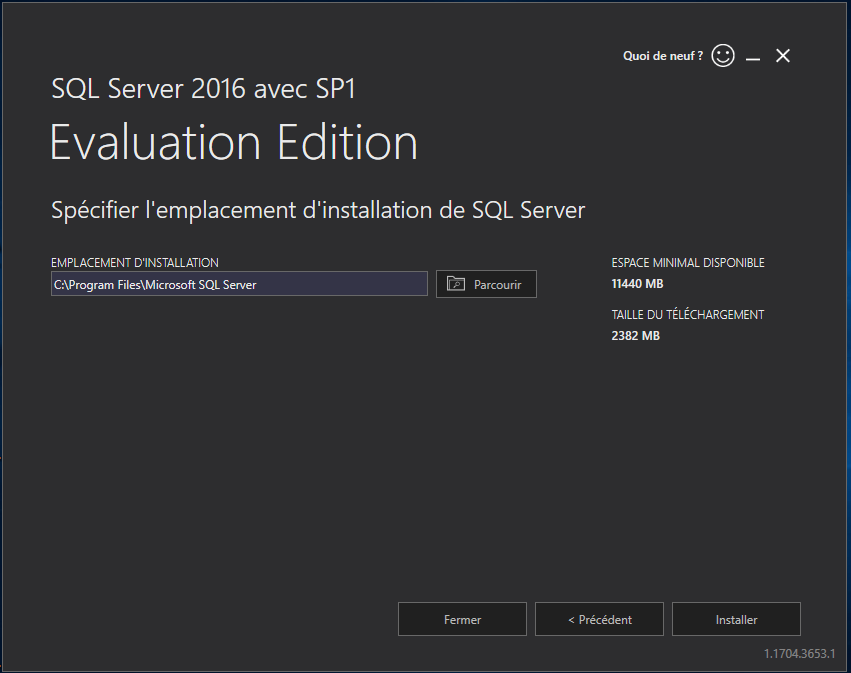 Quoi de neuf ?
SQL Server 2016 avec SP1
Evaluation Edition
Spécifier l'emplacement d'installation de SQL Server
EMPLACEMENT D'INSTALLATION
C:\Program Files\Microsoft SQL Server
Parcourir
ESPACE MINIMAL DISPONIBLE
11440 MB
TAILLE DU TÉLÉCHARGEMENT
2382 MB
Fermer
< Précédent
Installer
1.1704.3653.1